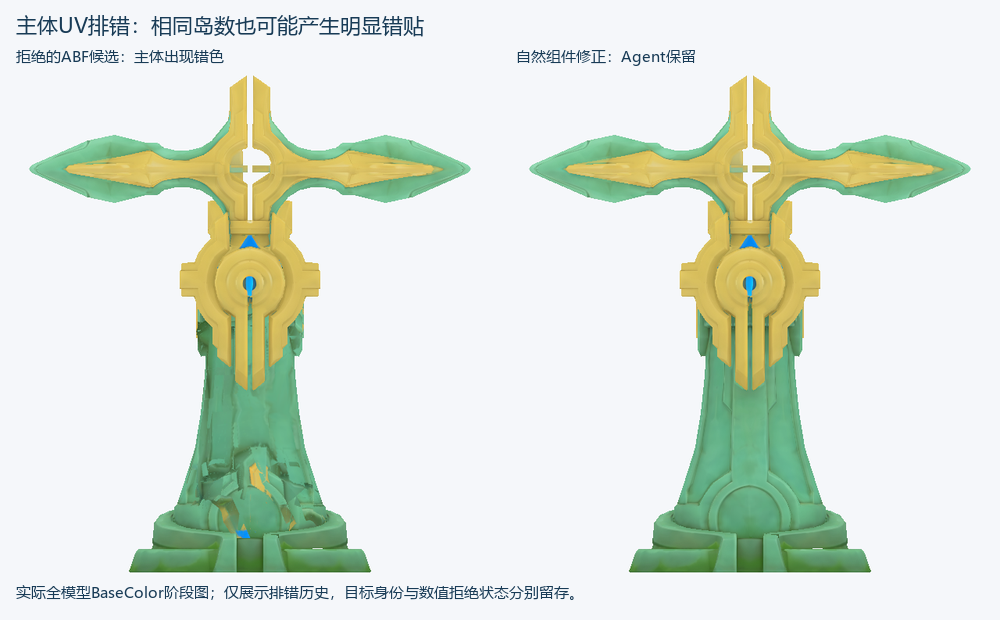 主体UV排错：相同岛数也可能产生明显错贴
拒绝的ABF候选：主体出现错色
自然组件修正：Agent保留
实际全模型BaseColor阶段图；仅展示排错历史，目标身份与数值拒绝状态分别留存。